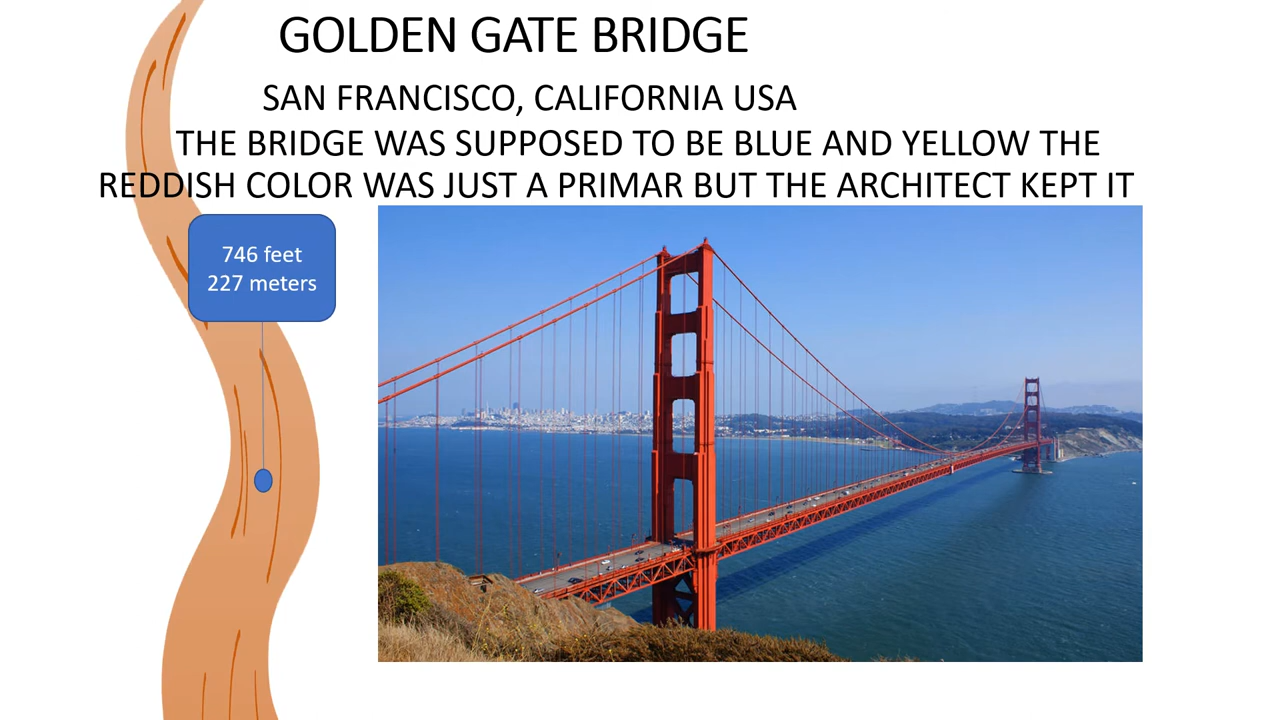 GOLDEN GATE BRIDGE
SAN FRANCISCO, CALIFORNIA USA
THE BRIDGE WAS SUPPOSED TO BE BLUE AND YELLOW THE
REDDISH COLOR WAS JUST A PRIMAR BUT THE ARCHITECT KEPT IT
746 feet
227 meters